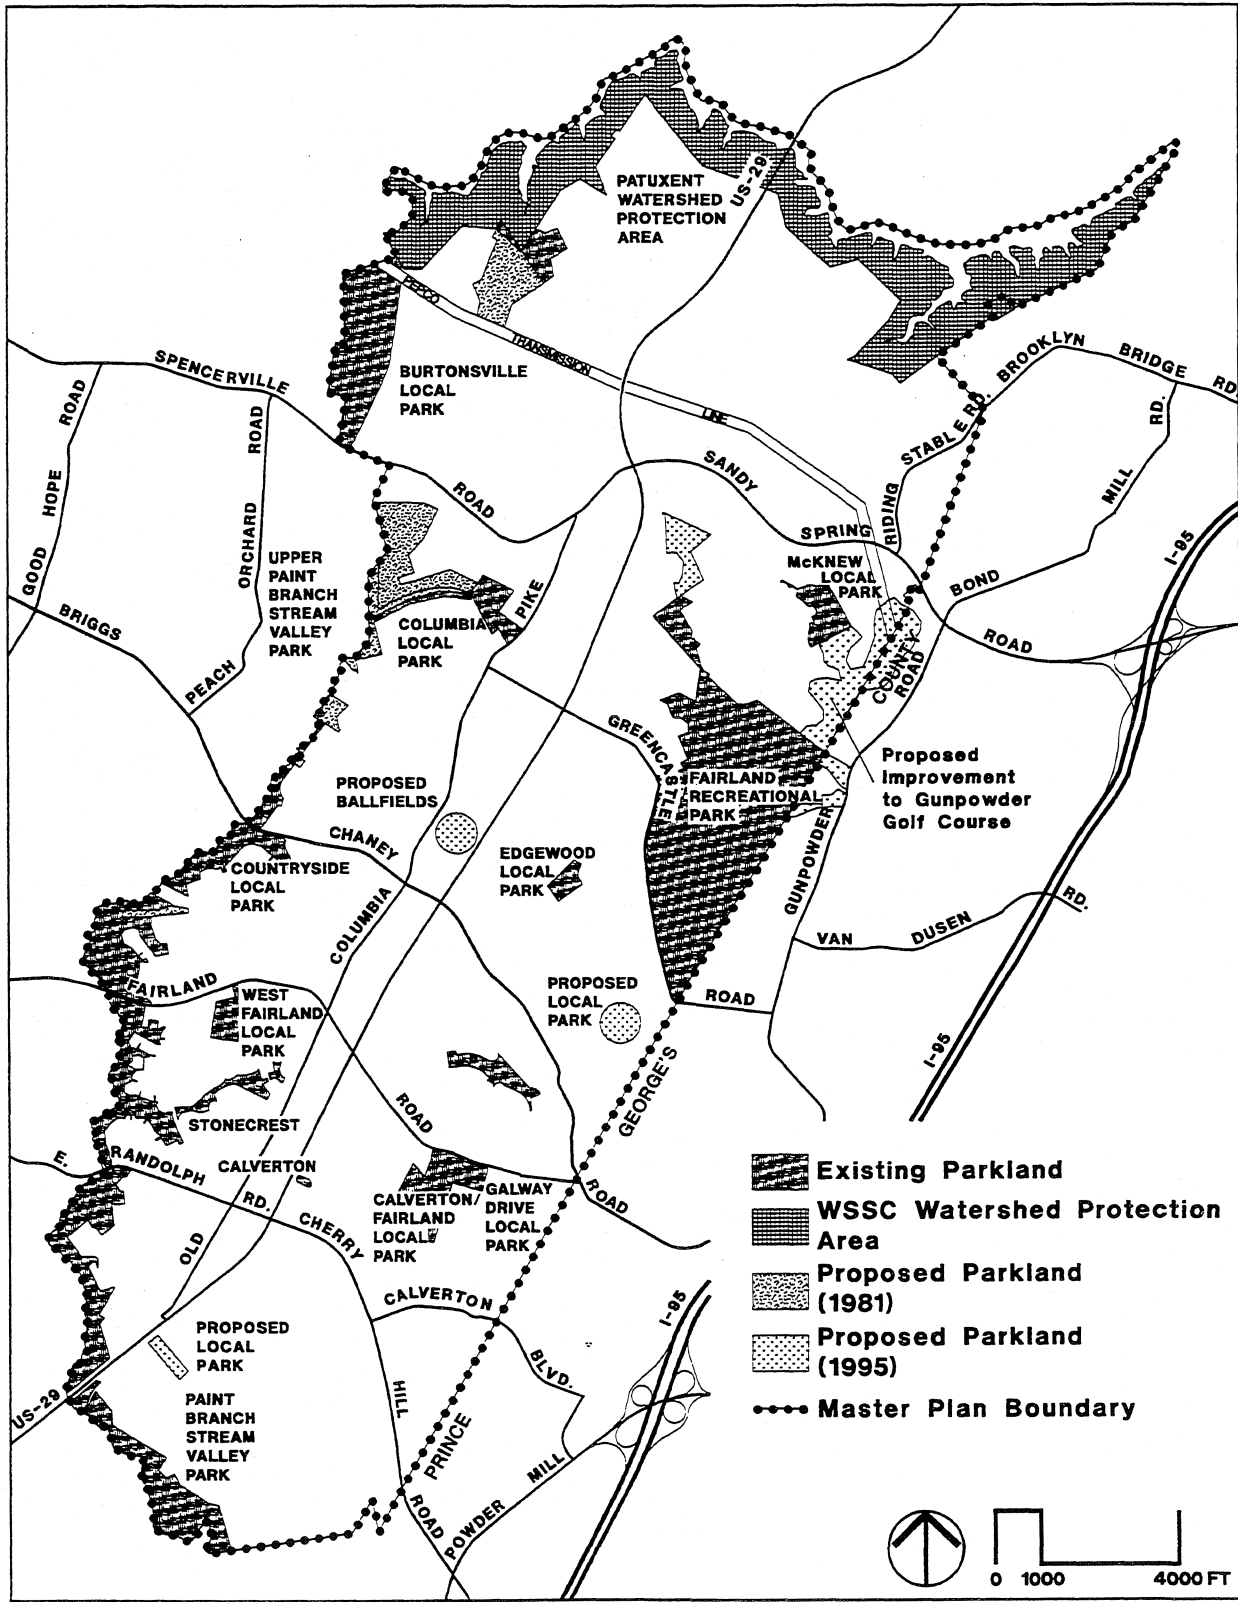 PATUXENT
WATERSHED
PROTECTION
AREA
US-29
PEPCO
TRANSMISSION
LINE
BURTONSVILLE
LOCAL
PARK
SPENCERVILLE
ROAD
GOOD HOPE ROAD
PEACH ORCHARD ROAD
BRIGGS
CHANEY
ROAD
SANDY
SPRING
ROAD
RIDING
STABLE RD.
BROOKLYN
BRIDGE
RD.
BOND
MILL
RD.
I-95
McKNEW
LOCAL
PARK
UPPER
PAINT
BRANCH
STREAM
VALLEY
PARK
COLUMBIA
LOCAL
PARK
OLD
COLUMBIA
PIKE
COUNTY
GUNPOWDER
ROAD
GREENCASTLE
ROAD
FAIRLAND
RECREATIONAL
PARK
Proposed
Improvement
to Gunpowder
Golf Course
PROPOSED
BALLFIELDS
EDGEWOOD
LOCAL
PARK
COUNTRYSIDE
LOCAL
PARK
VAN
DUSEN
RD.
FAIRLAND
ROAD
WEST
FAIRLAND
LOCAL
PARK
PROPOSED
LOCAL
PARK
I-95
GEORGE'S
STONECREST
E.
RANDOLPH
RD.
CALVERTON
CHERRY
HILL
ROAD
CALVERTON/
FAIRLAND
LOCAL
PARK
GALWAY
DRIVE
LOCAL
PARK
CALVERTON
BLVD.
I-95
PROPOSED
LOCAL
PARK
US-29
PAINT
BRANCH
STREAM
VALLEY
PARK
PRINCE
POWDER
MILL
Existing Parkland
WSSC Watershed Protection
Area
Proposed Parkland
(1981)
Proposed Parkland
(1995)
Master Plan Boundary
0 1000 4000 FT